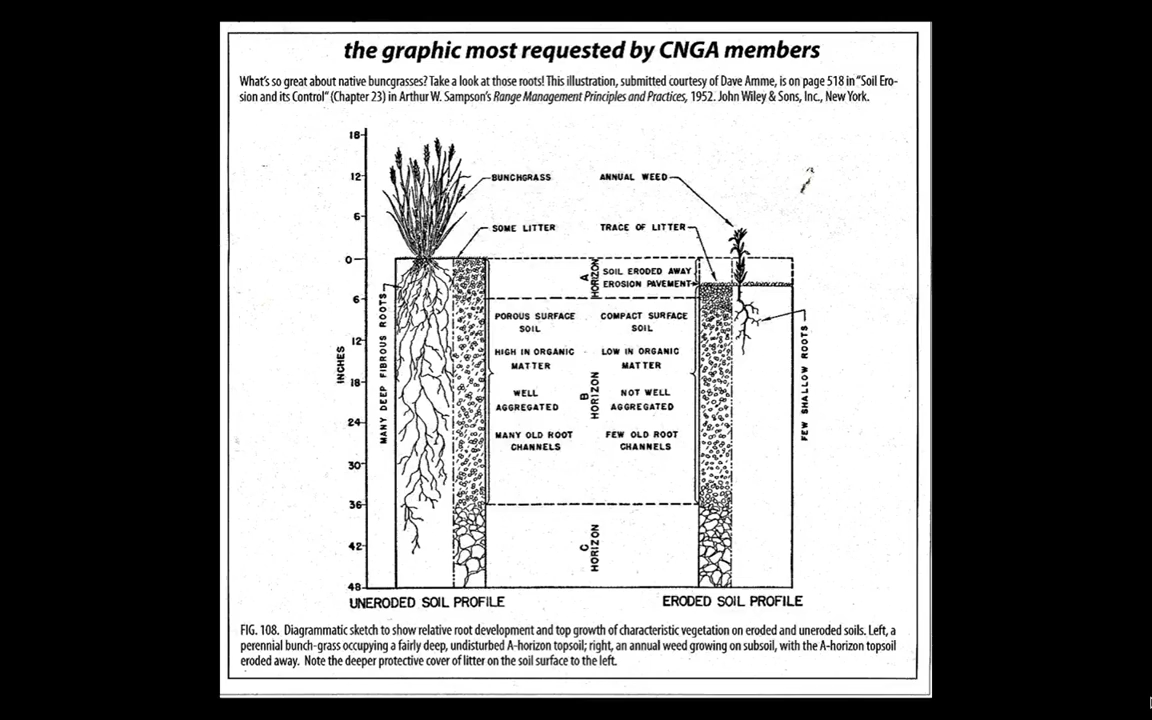 the graphic most requested by CNGA members
What's so great about native buncgrasses? Take a look at those roots! This illustration, submitted courtesy of Dave Amme, is on page 518 in "Soil Ero-
sion and its Control" (Chapter 23) in Arthur W. Sampson's Range Management Principles and Practices, 1952. John Wiley & Sons, Inc., New York.
18
12
6
0
6
12
18
24
30
36
42
48
INCHES
MANY DEEP FIBROUS ROOTS
BUNCHGRASS
SOME LITTER
ANNUAL WEED
TRACE OF LITTER
A
HORIZON
SOIL ERODED AWAY
EROSION PAVEMENT
POROUS SURFACE
SOIL
HIGH IN ORGANIC
MATTER
WELL
AGGREGATED
MANY OLD ROOT
CHANNELS
B
HORIZON
COMPACT SURFACE
SOIL
LOW IN ORGANIC
MATTER
NOT WELL
AGGREGATED
FEW OLD ROOT
CHANNELS
C
HORIZON
FEW SHALLOW ROOTS
UNERODED SOIL PROFILE
ERODED SOIL PROFILE
FIG. 108. Diagrammatic sketch to show relative root development and top growth of characteristic vegetation on eroded and uneroded soils. Left, a
perennial bunch-grass occupying a fairly deep, undisturbed A-horizon topsoil; right, an annual weed growing on subsoil, with the A-horizon topsoil
eroded away. Note the deeper protective cover of litter on the soil surface to the left.